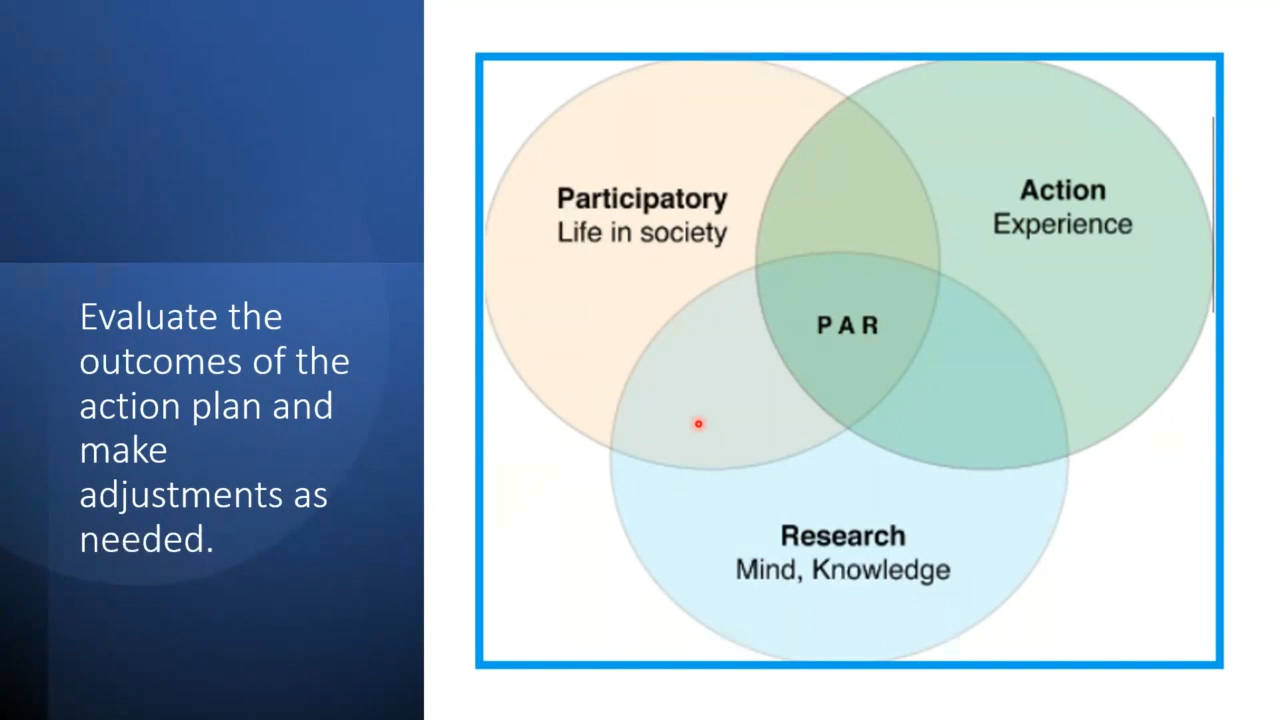 Evaluate the
outcomes of the
action plan and
make
adjustments as
needed.
Participatory
Life in society
Action
Experience
P A R
Research
Mind, Knowledge